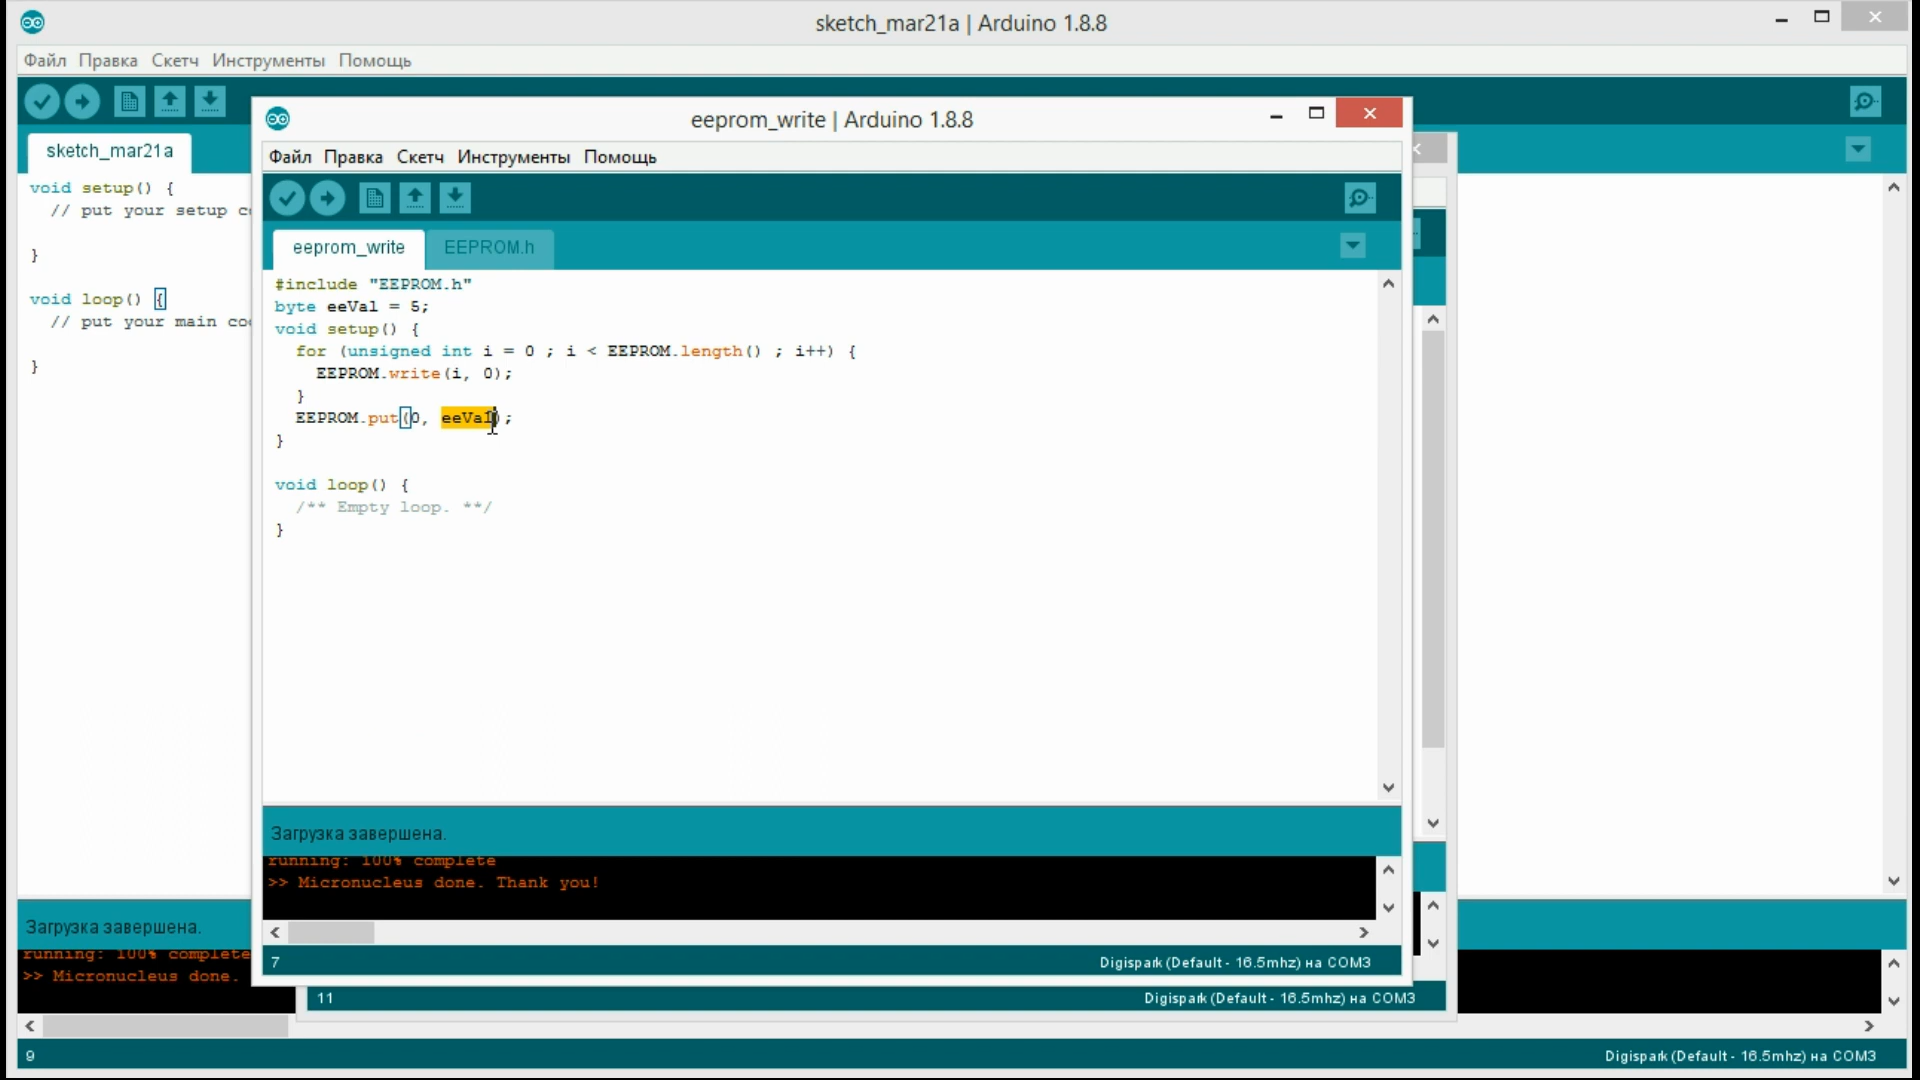 sketch_mar21a | Arduino 1.8.8
Файл Правка Скетч Инструменты Помощь
sketch_mar21a
void setup() {
// put your setup
}
void loop() {
// put your main
}
eeprom_write | Arduino 1.8.8
Файл Правка Скетч Инструменты Помощь
eeprom_write EEPROM.h
#include "EEPROM.h"
byte eeVal = 5;
void setup() {
for (unsigned int i = 0 ; i < EEPROM.length() ; i++) {
EEPROM.write(i, 0);
}
EEPROM.put(0, eeVal);
}
void loop() {
/** Empty loop. **/
}
Загрузка завершена.
running: 100% complete
>> Micronucleus done. Thank you!
7 Digispark (Default - 16.5mhz) на COM3
11 Digispark (Default - 16.5mhz) на COM3
Загрузка завершена.
running: 100% complete
>> Micronucleus done.
9 Digispark (Default - 16.5mhz) на COM3